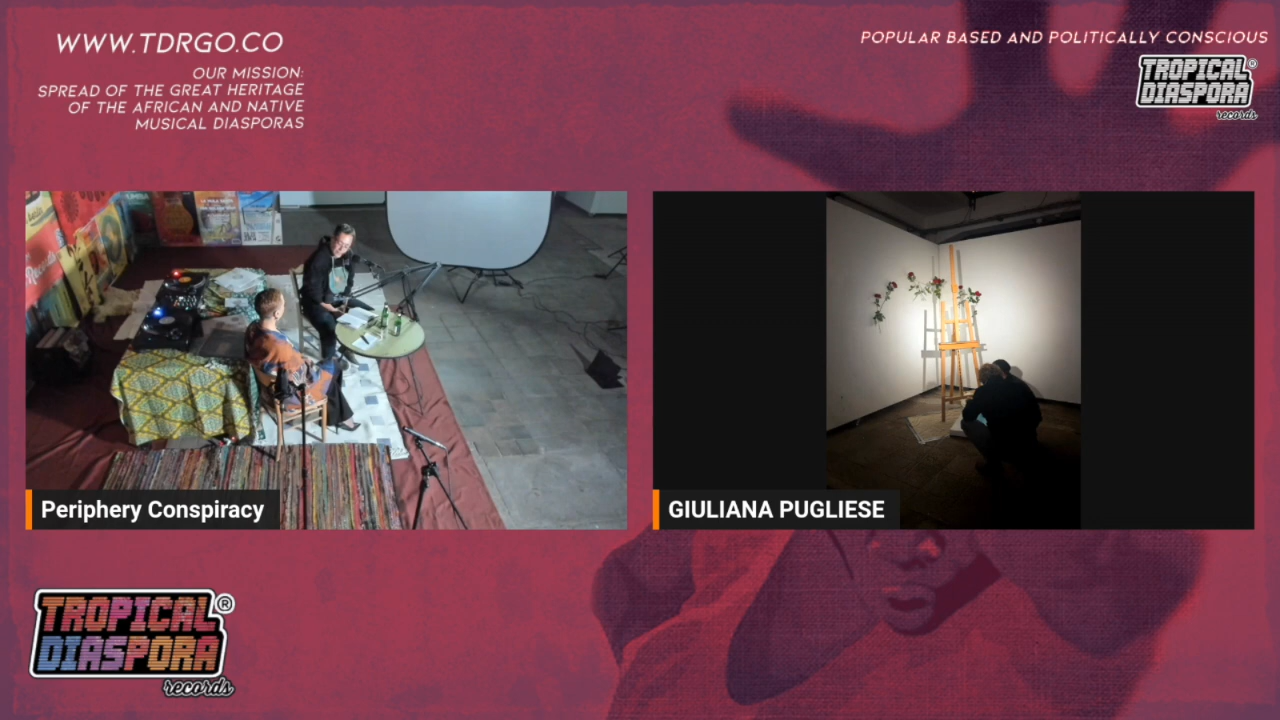 WWW.TDRGO.CO
OUR MISSION:
SPREAD OF THE GREAT HERITAGE
OF THE AFRICAN AND NATIVE
MUSICAL DIASPORAS
POPULAR BASED AND POLITICALLY CONSCIOUS
TROPICAL®
DIASPORA
records
Periphery Conspiracy
GIULIANA PUGLIESE
TROPICAL®
DIASPORA
records